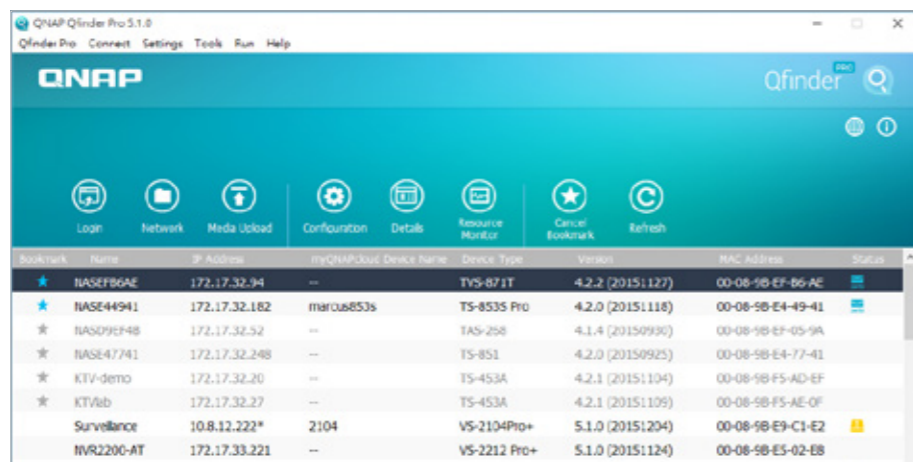 QNAP Qfinder Pro 5.1.0
Qfinder Pro Connect Settings Tools Run Help
QNAP
Qfinder PRO
Login Network Media Upload Configuration Details Resource Monitor Cancel Bookmark Refresh
Bookmark Name IP Address myQNAPcloud Device Name Device Type Version MAC Address Status
NASEFB6AE 172.17.32.94 -- TVS-871T 4.2.2 (20151127) 00-08-9B-EF-B6-AE
NASE44941 172.17.32.182 marcus853s TS-853S Pro 4.2.0 (20151118) 00-08-9B-E4-49-41
172.17.32.52 -- TAS-268 4.1.4 (20150930)
NASE47741 172.17.32.248 -- TS-851 4.2.0 (20150925) 00-08-9B-E4-77-41
KTV-demo 172.17.32.20 -- TS-453A 4.2.1 (20151104) 00-08-9B-F5-AD-EF
KTVlab 172.17.32.27 -- TS-453A 4.2.1 (20151109) 00-08-9B-F5-AE-0F
Surveillance 10.8.12.222* 2104 VS-2104Pro+ 5.1.0 (20151204) 00-08-9B-E9-C1-E2
NVR2200-AT 172.17.33.221 -- VS-2212 Pro+ 5.1.0 (20151124) 00-08-9B-E5-02-E8